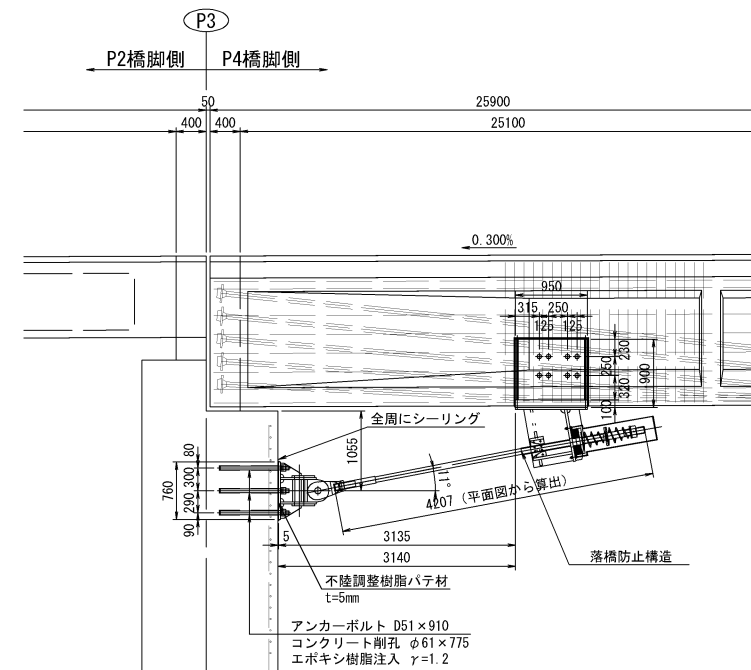 P3
P2橋脚側
P4橋脚側
50
25900
400
400
25100
0.300%
950
315
250
125
125
230
250
900
320
100
全周にシーリング
1055
80
300
760
290
90
11°
4207 (平面図から算出)
5
3135
3140
落橋防止構造
不陸調整樹脂パテ材
t=5mm
アンカーボルト D51×910
コンクリート削孔 φ61×775
エポキシ樹脂注入 γ=1.2